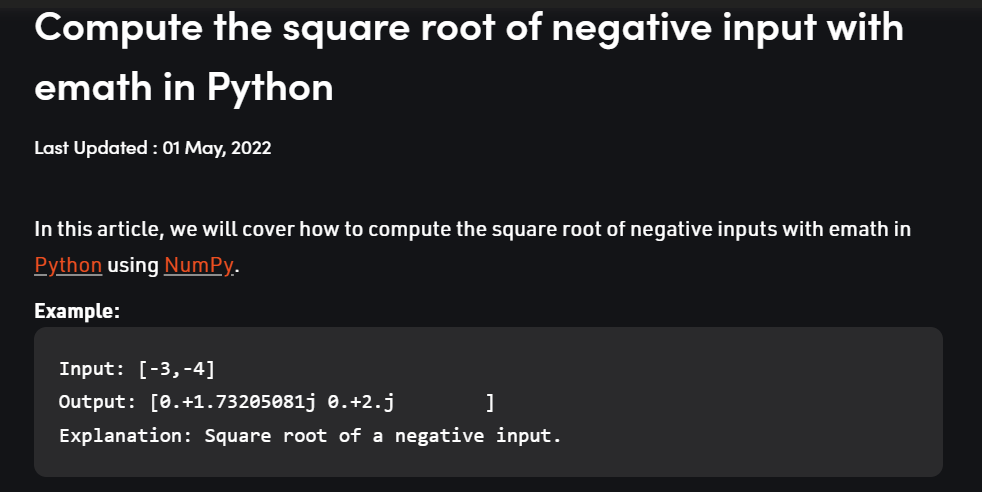 Compute the square root of negative input with
emath in Python
Last Updated : 01 May, 2022
In this article, we will cover how to compute the square root of negative inputs with emath in
Python using NumPy.
Example:
Input: [-3,-4]
Output: [0.+1.73205081j 0.+2.j        ]
Explanation: Square root of a negative input.